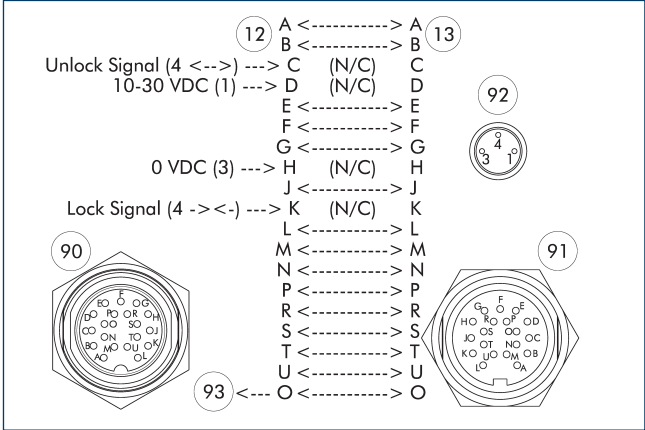 12 A <-----------> A 13
B <-----------> B
Unlock Signal (4 <-->) ---> C (N/C) C
10-30 VDC (1) ---> D (N/C) D
E <-----------> E
F <-----------> F
G <-----------> G
92
4
3 1
0 VDC (3) ---> H (N/C) H
J <-----------> J
Lock Signal (4 -><-) ---> K (N/C) K
L <-----------> L
M <-----------> M
N <-----------> N
P <-----------> P
R <-----------> R
S <-----------> S
T <-----------> T
U <-----------> U
93 <--- O <-----------> O
90
F
E G
D P R H
C O S J
N T
B M U K
A L
91
F
G E
H R P D
J S O C
T N
K U M B
L A